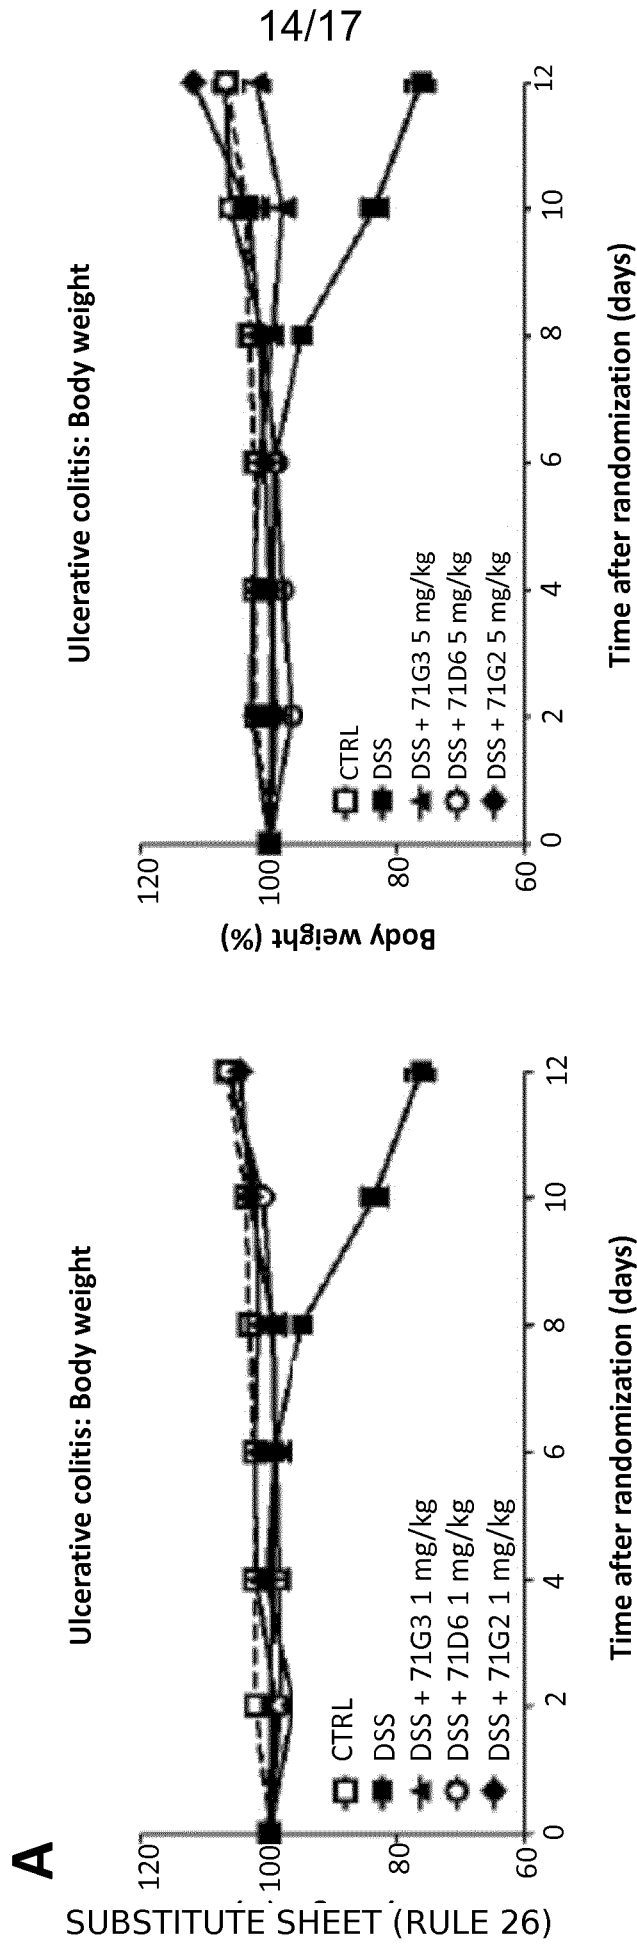 14/17
A
Ulcerative colitis: Body weight
120
100
80
60
0
2
4
6
8
10
12
CTRL
DSS
DSS + 71G3 1 mg/kg
DSS + 71D6 1 mg/kg
DSS + 71G2 1 mg/kg
Time after randomization (days)
Ulcerative colitis: Body weight
Body weight (%)
120
100
80
60
0
2
4
6
8
10
12
CTRL
DSS
DSS + 71G3 5 mg/kg
DSS + 71D6 5 mg/kg
DSS + 71G2 5 mg/kg
Time after randomization (days)
SUBSTITUTE SHEET (RULE 26)